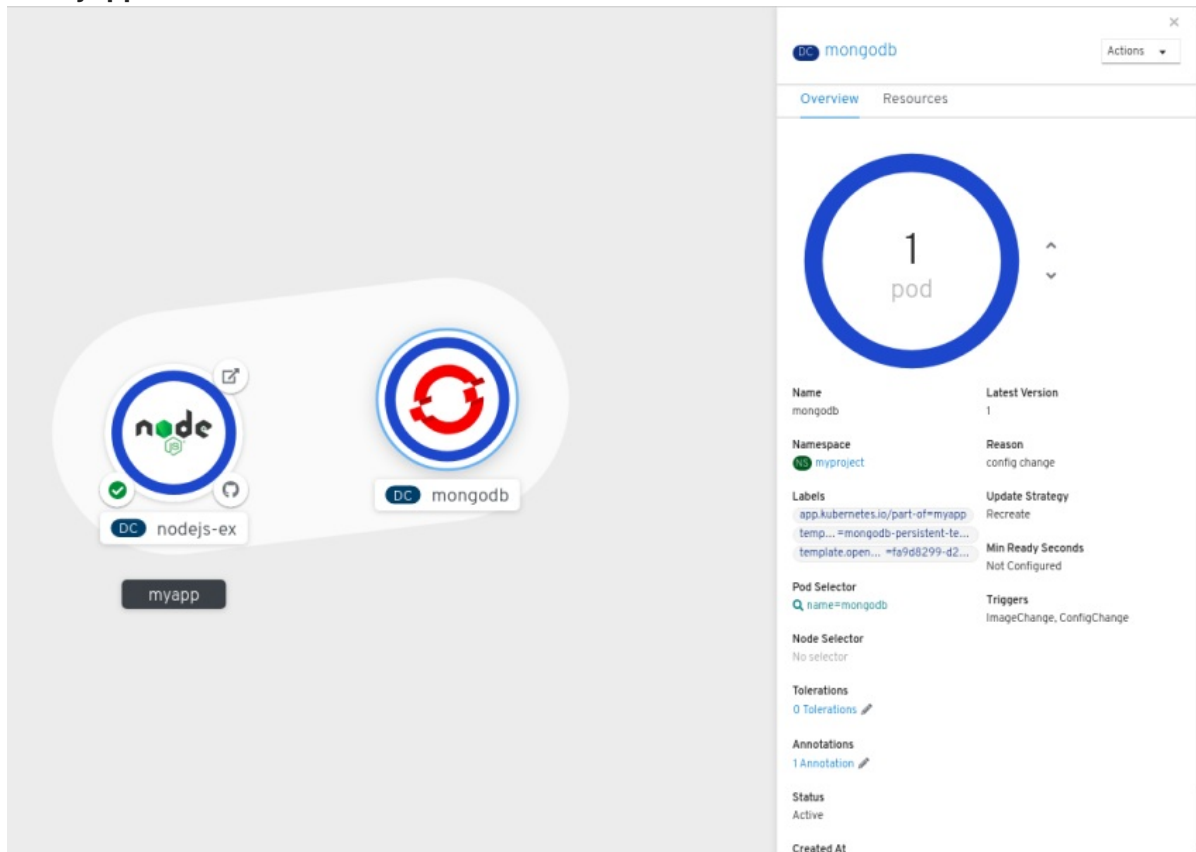 node
JS
DC nodejs-ex
DC mongodb
myapp
×
DC mongodb
Actions
Overview Resources
1
pod
Name
mongodb
Latest Version
1
Namespace
NS myproject
Reason
config change
Labels
app.kubernetes.io/part-of=myapp
temp... =mongodb-persistent-te...
template.open... =fa9d8299-d2...
Update Strategy
Recreate
Min Ready Seconds
Not Configured
Pod Selector
name=mongodb
Triggers
ImageChange, ConfigChange
Node Selector
No selector
Tolerations
0 Tolerations
Annotations
1 Annotation
Status
Active
Created At